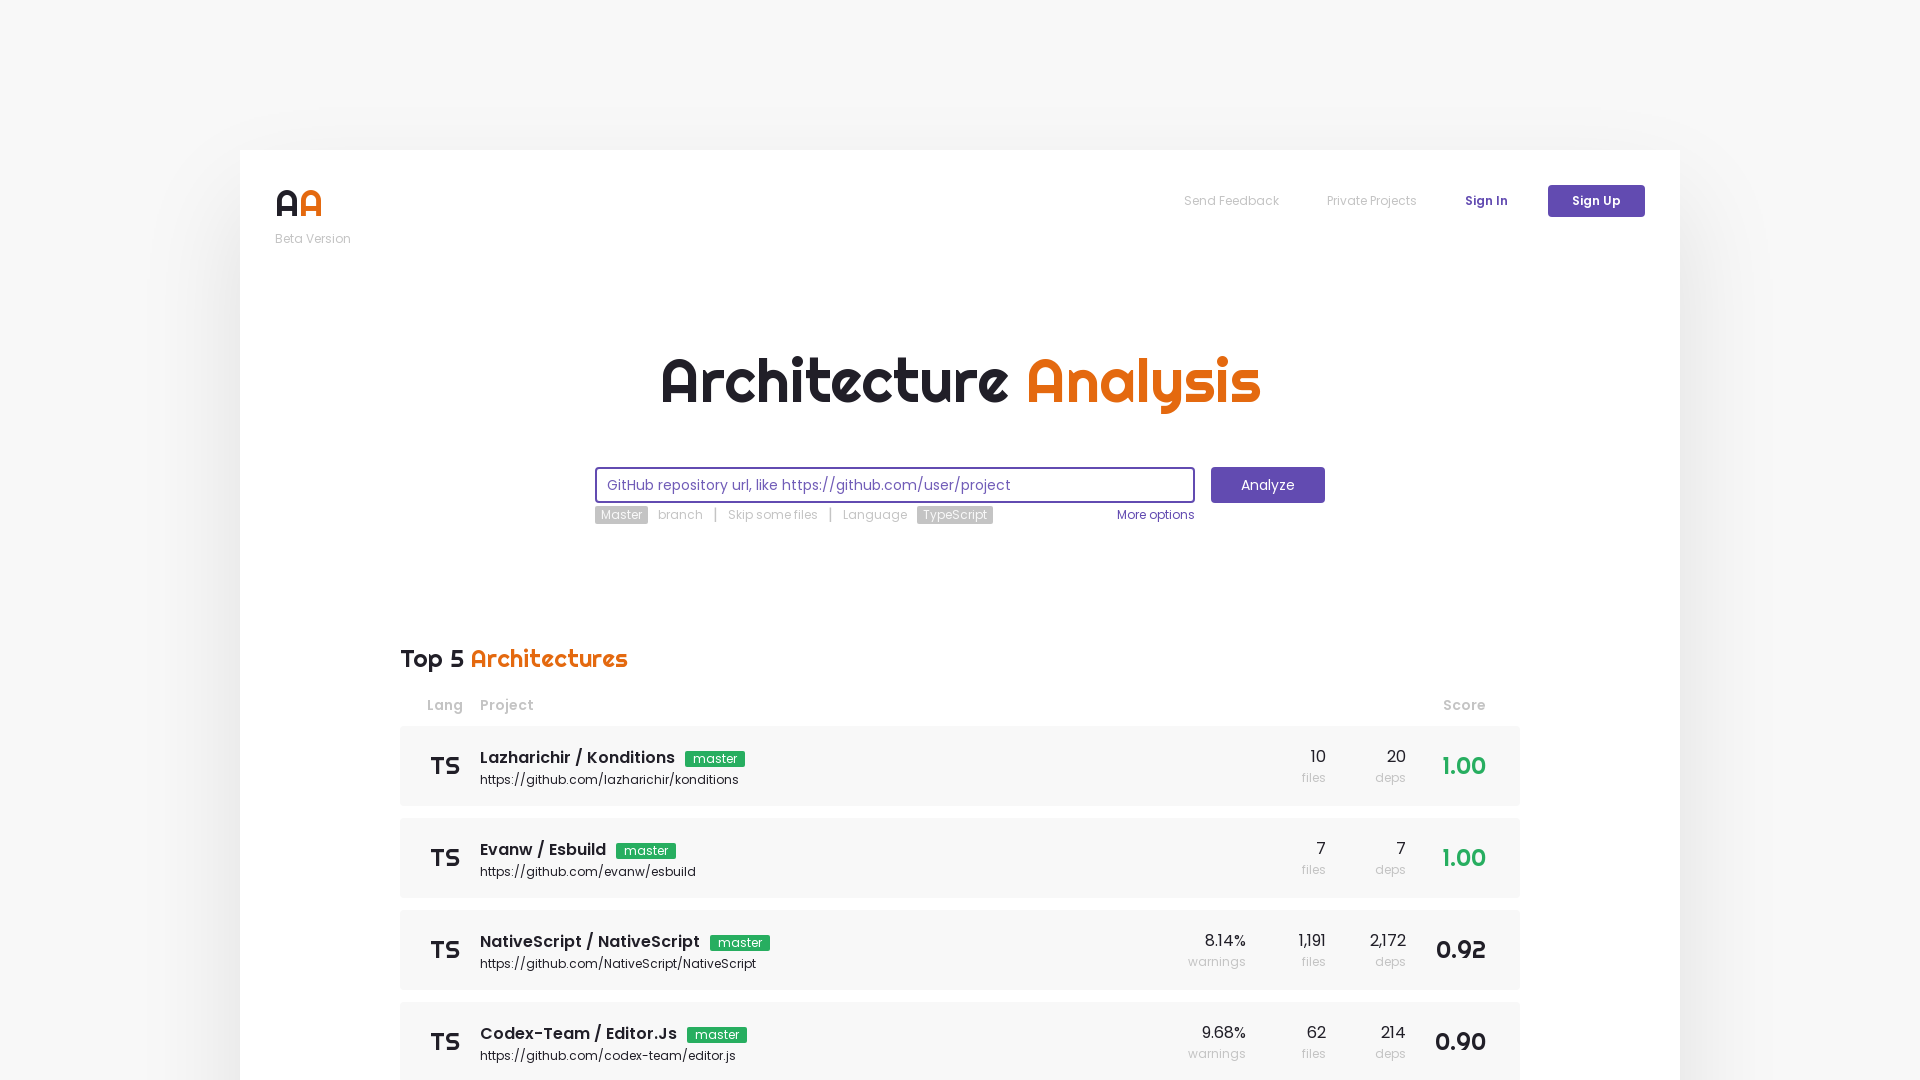 AA
Beta Version
Send Feedback Private Projects Sign In Sign Up
Architecture Analysis
GitHub repository url, like https://github.com/user/project Analyze
Master branch | Skip some files | Language TypeScript More options
Top 5 Architectures
Lang Project Score
TS Lazharichir / Konditions master 10 files 20 deps 1.00
https://github.com/lazharichir/konditions
TS Evanw / Esbuild master 7 files 7 deps 1.00
https://github.com/evanw/esbuild
TS NativeScript / NativeScript master 8.14% warnings 1,191 files 2,172 deps 0.92
https://github.com/NativeScript/NativeScript
TS Codex-Team / Editor.Js master 9.68% warnings 62 files 214 deps 0.90
https://github.com/codex-team/editor.js